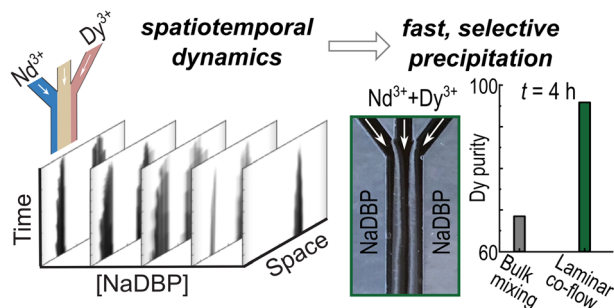 Dy³⁺
Nd³⁺
spatiotemporal
dynamics
fast, selective
precipitation
Time
[NaDBP]
Space
Nd³⁺+Dy³⁺
NaDBP
NaDBP
t = 4 h
Dy purity
100
60
Bulk
mixing
Laminar
co-flow